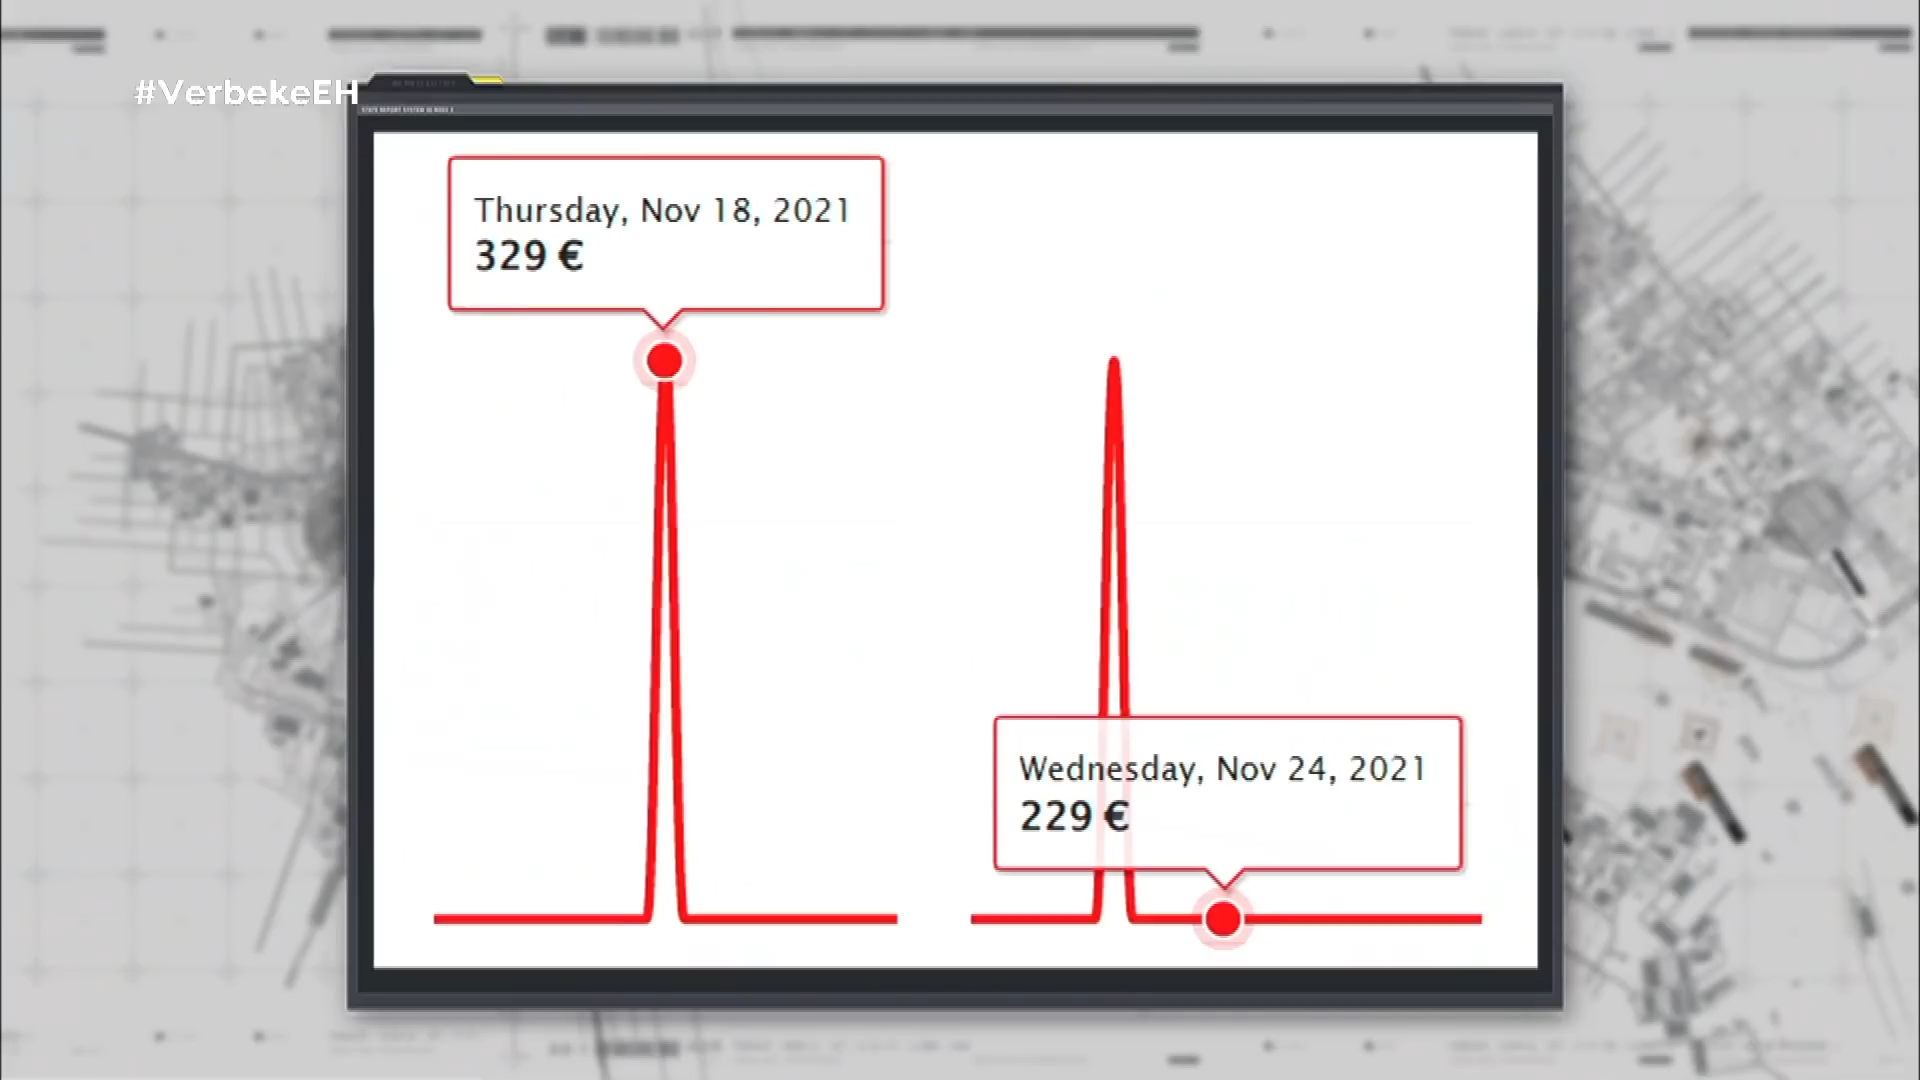 #VerbekeEH
Thursday, Nov 18, 2021
329 €
Wednesday, Nov 24, 2021
229 €